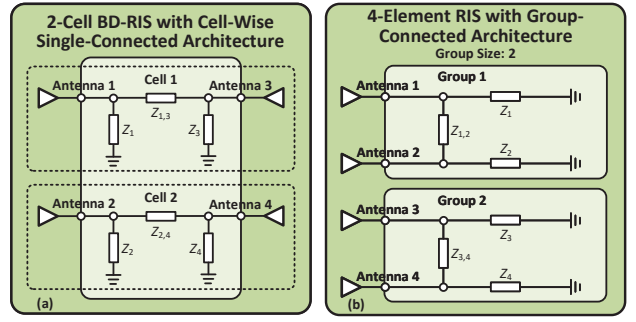 2-Cell BD-RIS with Cell-Wise
Single-Connected Architecture
Antenna 1
Cell 1
Antenna 3
Z1,3
Z1
Z3
Antenna 2
Cell 2
Antenna 4
Z2,4
Z2
Z4
(a)
4-Element RIS with Group-
Connected Architecture
Group Size: 2
Group 1
Antenna 1
Z1
Z1,2
Antenna 2
Z2
Group 2
Antenna 3
Z3
Z3,4
Antenna 4
Z4
(b)